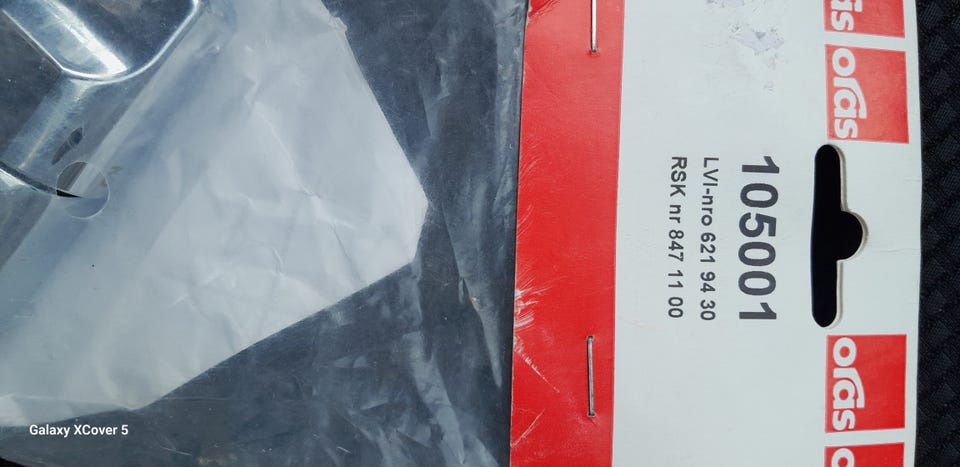 oras
oras
105001
LVI-nro 621 94 30
RSK nr 847 11 00
oras
Galaxy XCover 5